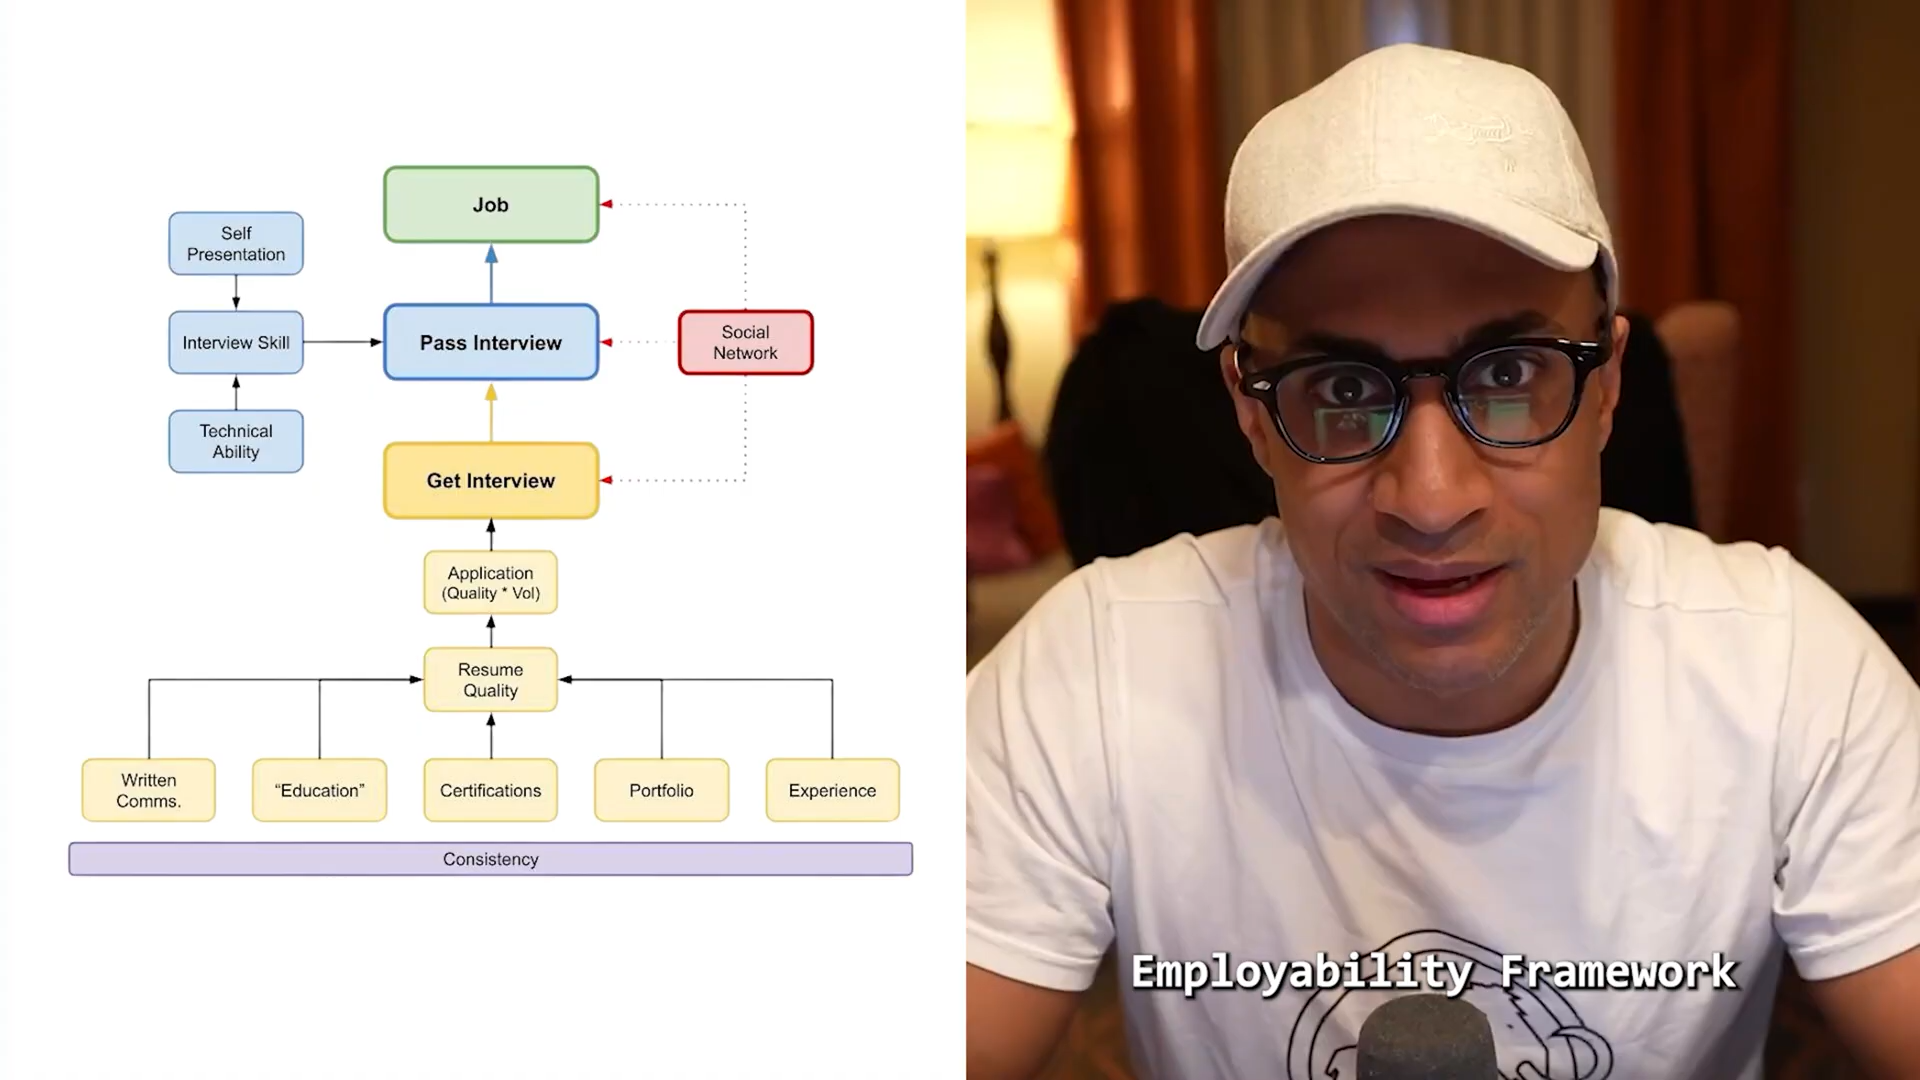 Job
Self
Presentation
Interview Skill
Pass Interview
Social
Network
Technical
Ability
Get Interview
Application
(Quality * Vol)
Resume
Quality
Written
Comms.
“Education”
Certifications
Portfolio
Experience
Consistency
Employability Framework